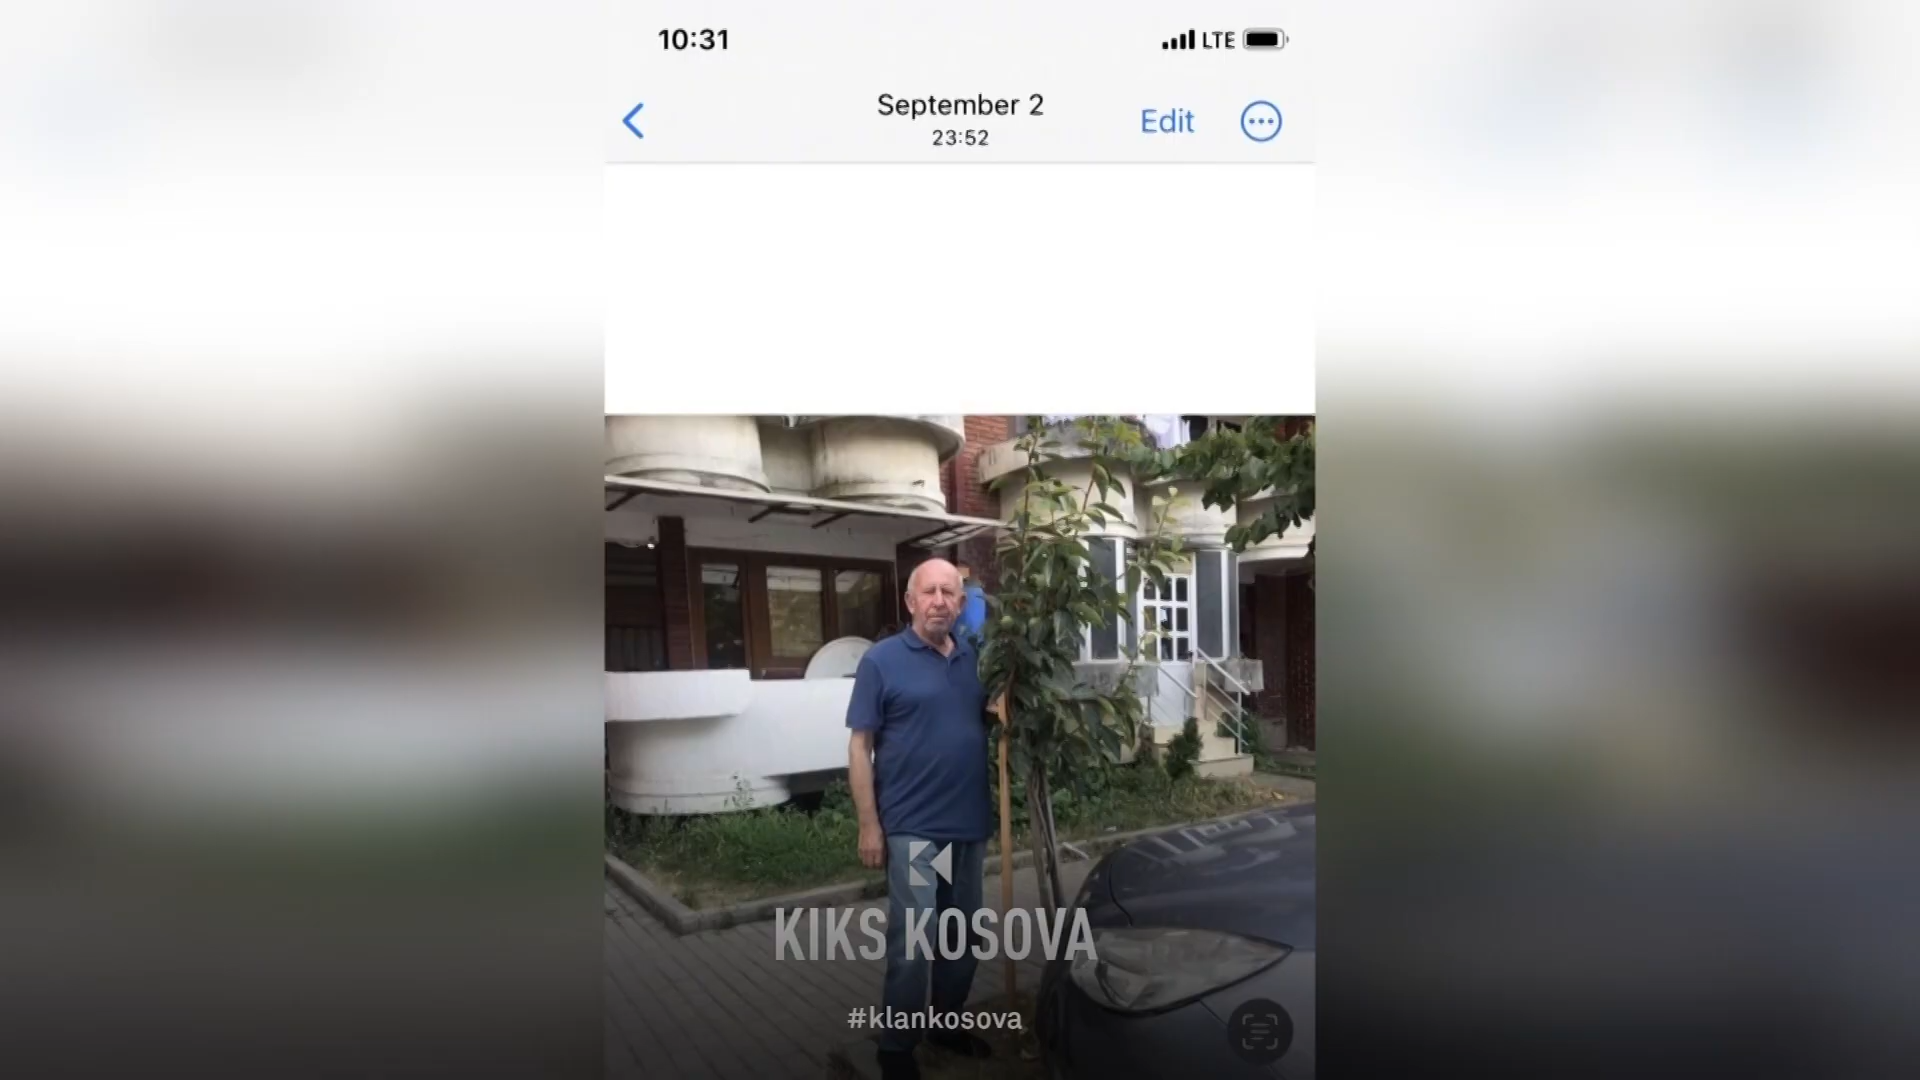 10:31
LTE
September 2
23:52
Edit
KIKS KOSOVA
#klankosova